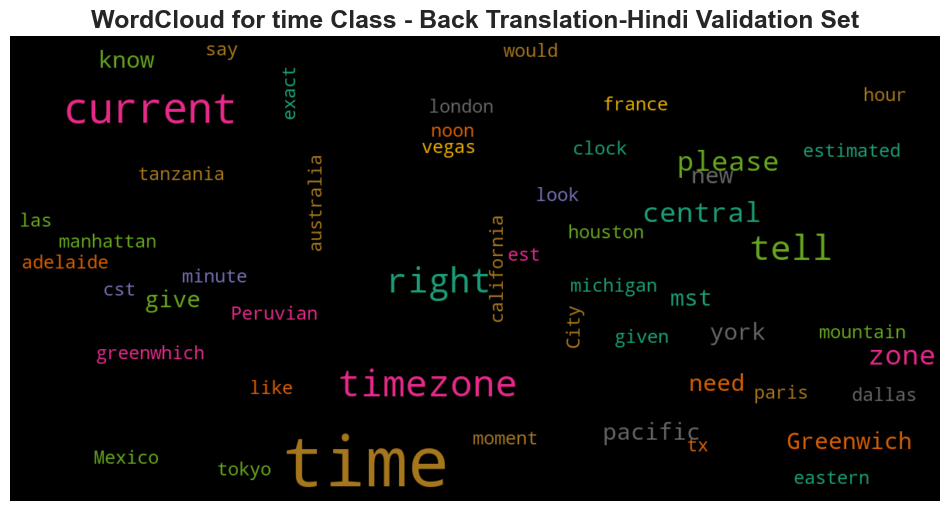 WordCloud for time Class - Back Translation-Hindi Validation Set
say
would
know
exact
hour
current
london
france
noon
vegas
clock
estimated
please
tanzania
new
australia
look
las
central
manhattan
houston
tell
california
adelaide
est
minute
right
cst
michigan
give
mst
Peruvian
City
given
york
mountain
greenwhich
zone
timezone
like
need
paris
dallas
pacific
moment
tx
Greenwich
Mexico
time
tokyo
eastern